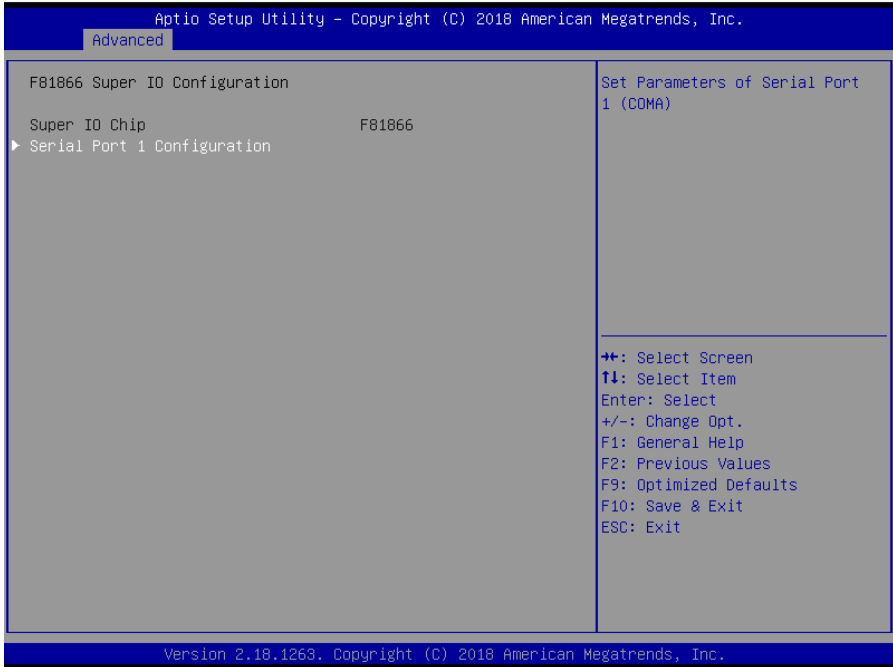 Aptio Setup Utility – Copyright (C) 2018 American Megatrends, Inc.
Advanced
F81866 Super IO Configuration
Super IO Chip F81866
▶ Serial Port 1 Configuration
Set Parameters of Serial Port
1 (COMA)
→←: Select Screen
↑↓: Select Item
Enter: Select
+/-: Change Opt.
F1: General Help
F2: Previous Values
F9: Optimized Defaults
F10: Save & Exit
ESC: Exit
Version 2.18.1263. Copyright (C) 2018 American Megatrends, Inc.